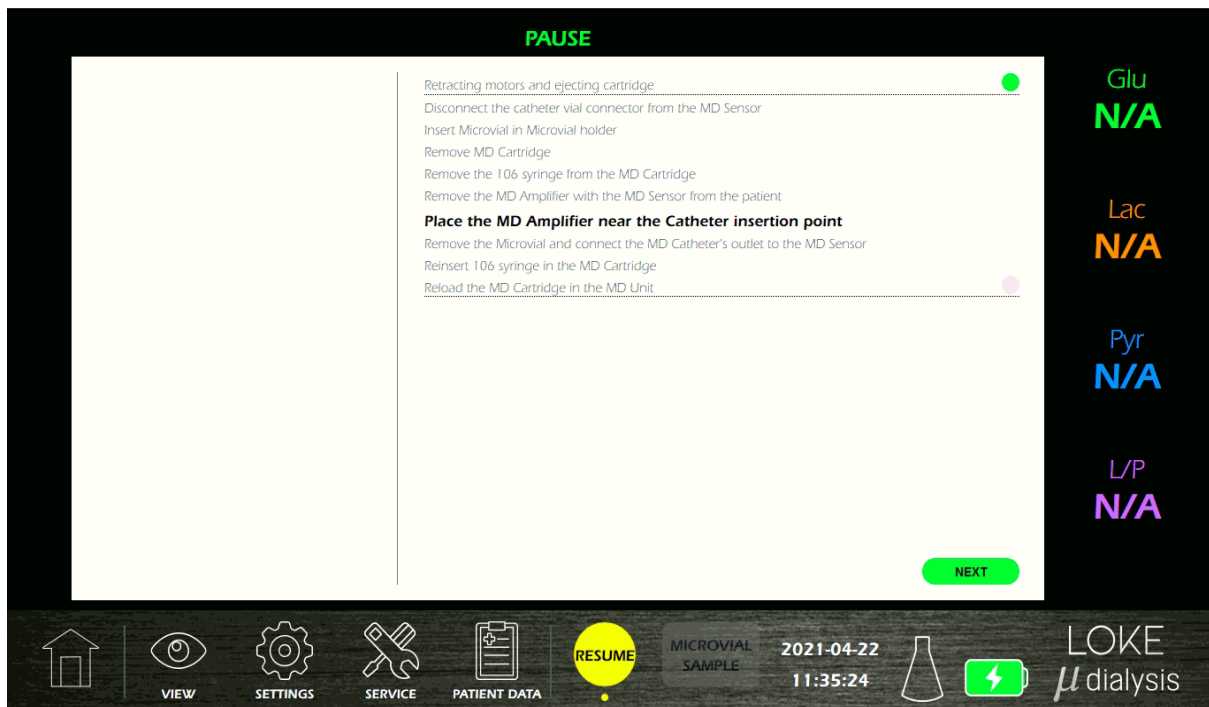 PAUSE
Retracting motors and ejecting cartridge
Disconnect the catheter vial connector from the MD Sensor
Insert Microvial in Microvial holder
Remove MD Cartridge
Remove the 106 syringe from the MD Cartridge
Remove the MD Amplifier with the MD Sensor from the patient
Place the MD Amplifier near the Catheter insertion point
Remove the Microvial and connect the MD Catheter's outlet to the MD Sensor
Reinsert 106 syringe in the MD Cartridge
Reload the MD Cartridge in the MD Unit
NEXT
Glu
N/A
Lac
N/A
Pyr
N/A
L/P
N/A
VIEW
SETTINGS
SERVICE
PATIENT DATA
RESUME
MICROVIAL
SAMPLE
2021-04-22
11:35:24
LOKE
μ dialysis